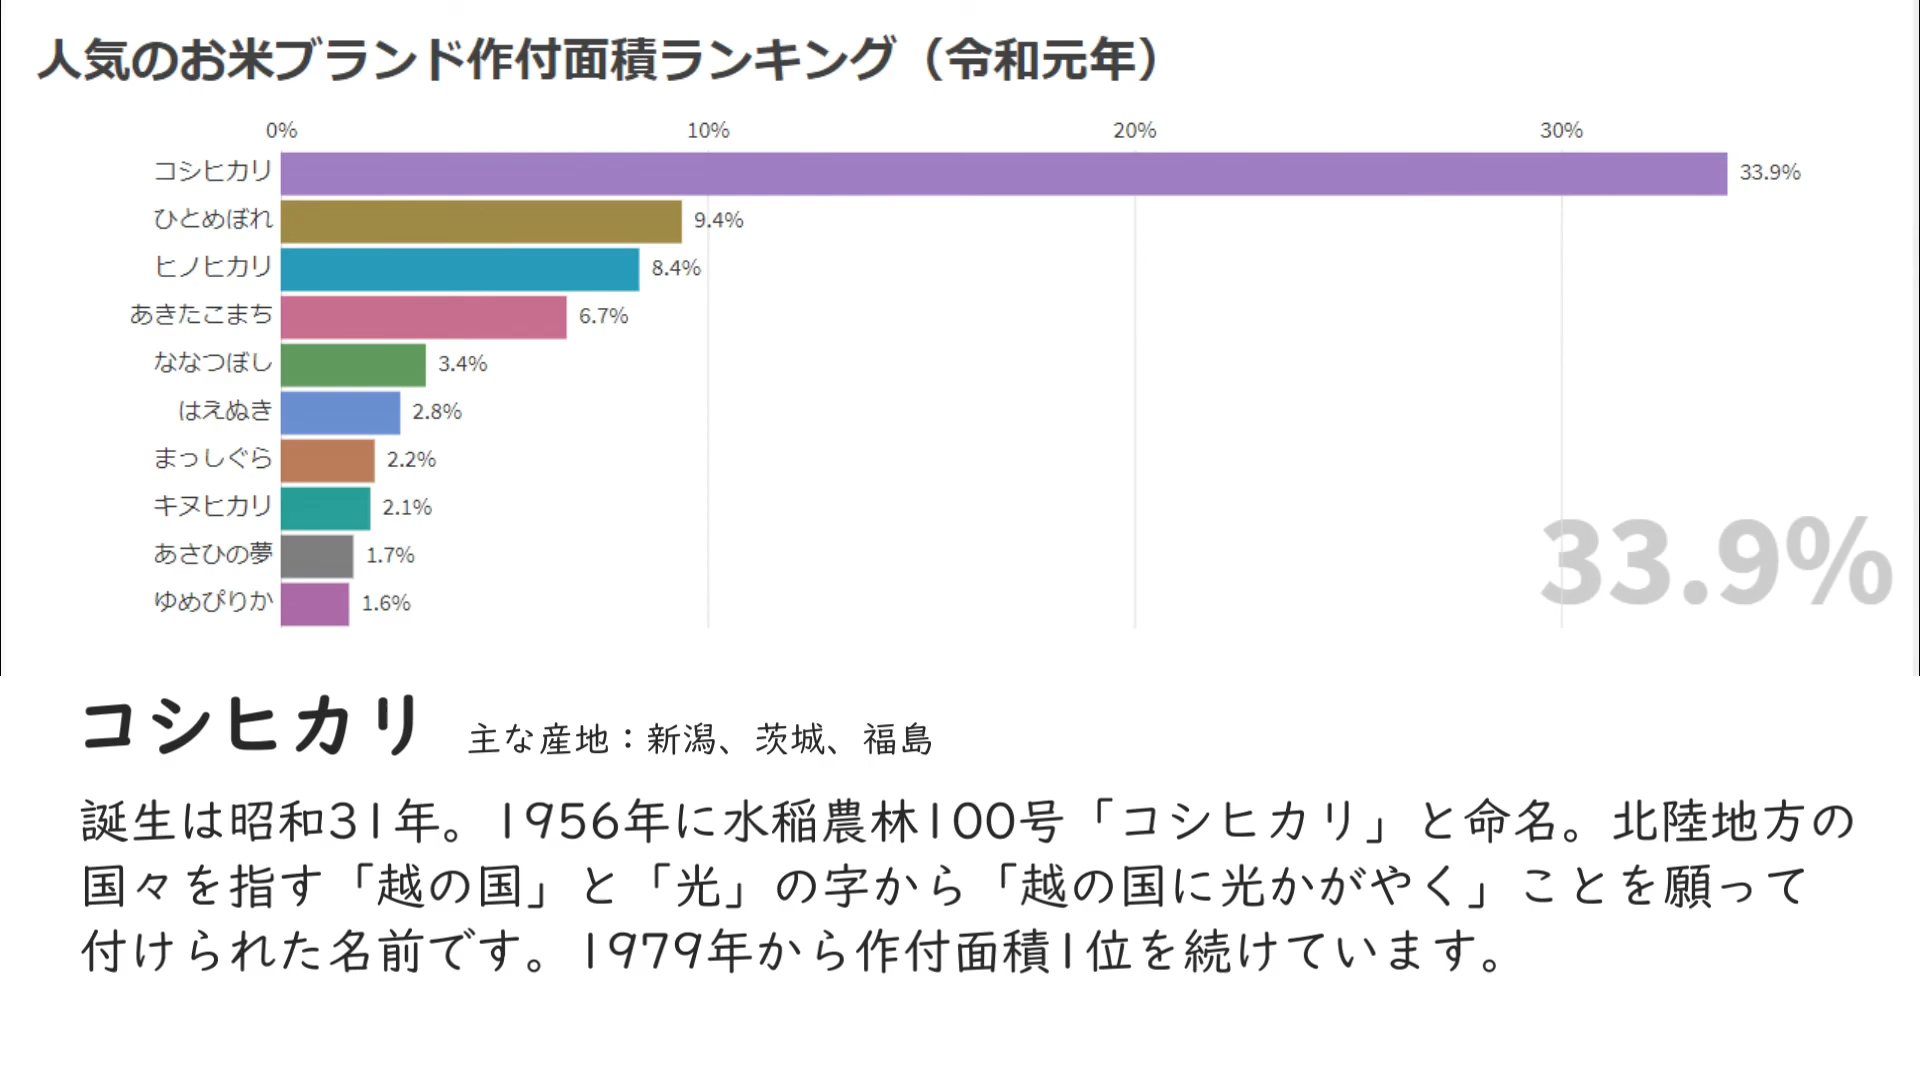 人気のお米ブランド作付面積ランキング（令和元年）
0% 10% 20% 30%
コシヒカリ 33.9%
ひとめぼれ 9.4%
ヒノヒカリ 8.4%
あきたこまち 6.7%
ななつぼし 3.4%
はえぬき 2.8%
まっしぐら 2.2%
キヌヒカリ 2.1%
あさひの夢 1.7%
ゆめぴりか 1.6%
33.9%
コシヒカリ 主な産地：新潟、茨城、福島
誕生は昭和31年。1956年に水稲農林100号「コシヒカリ」と命名。北陸地方の
国々を指す「越の国」と「光」の字から「越の国に光かがやく」ことを願って
付けられた名前です。1979年から作付面積1位を続けています。